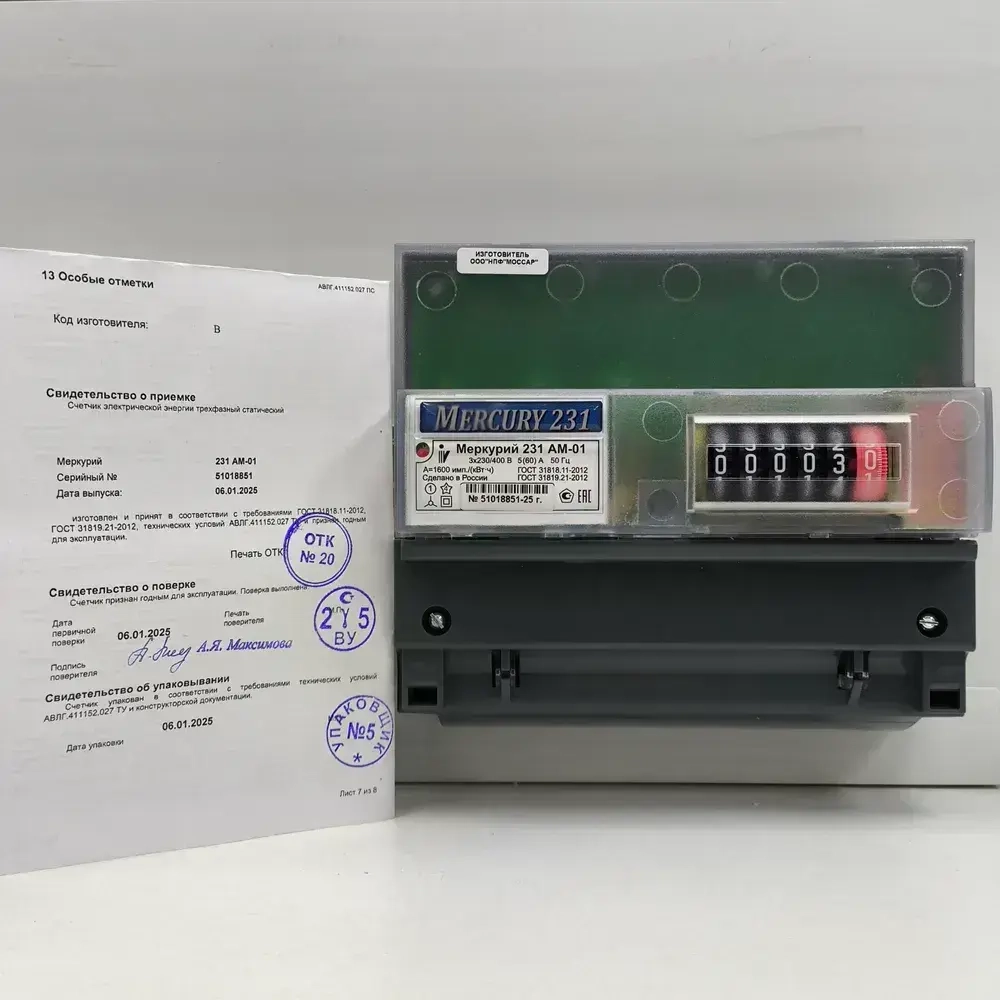 13 Особые отметки
АВЛГ.411152.027 ПС
Код изготовителя: В
Свидетельство о приемке
Счетчик электрической энергии трехфазный статический
Меркурий 231 АМ-01
Серийный № 51018851
Дата выпуска: 06.01.2025
изготовлен и принят в соответствии с требованиями ГОСТ 31818.11-2012,
ГОСТ 31819.21-2012, технических условий АВЛГ.411152.027 ТУ и признан годным
для эксплуатации.
Печать ОТК
ОТК
№ 20
Свидетельство о поверке
Счетчик признан годным для эксплуатации. Поверка выполнена.
Дата
первичной
поверки
06.01.2025
Печать
поверителя
М.П.
2 5
ВУ
Подпись
поверителя
А.Я. Максимова
Свидетельство об упаковывании
Счетчик упакован в соответствии с требованиями технических условий
АВЛГ.411152.027 ТУ и конструкторской документации.
06.01.2025
Дата упаковки
УПАКОВЩИК
№5
Лист 7 из 8
ИЗГОТОВИТЕЛЬ
ООО"НПФ"МОССАР"
MERCURY 231
Меркурий 231 АМ-01
3х230/400 В 5(60) А 50 Гц
А=1600 имп./(кВт·ч) ГОСТ 31818.11-2012
Сделано в России ГОСТ 31819.21-2012
№ 51018851-25 г.
ЕАС
0 0 0 0 3 0